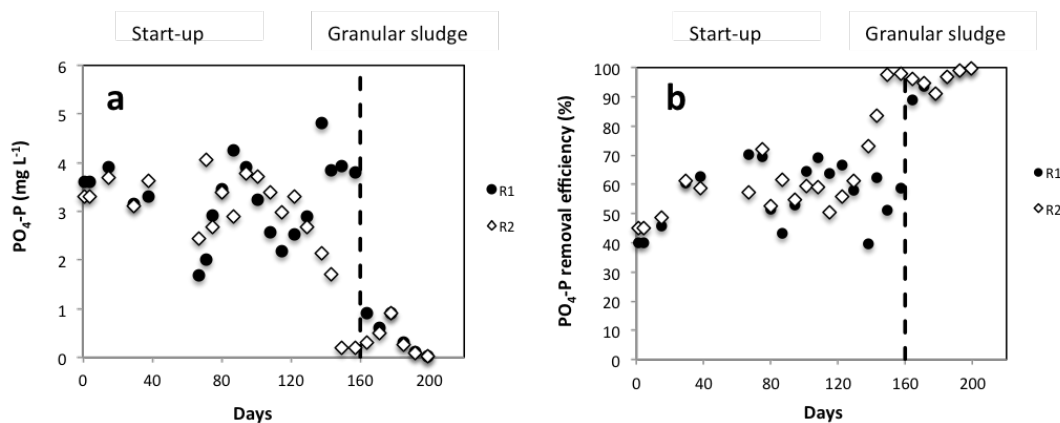 Start-up Granular sludge
a
PO₄-P (mg L⁻¹)
6
5
4
3
2
1
0
0 40 80 120 160 200
Days
R1
R2
Start-up Granular sludge
b
PO₄-P removal efficiency (%)
100
90
80
70
60
50
40
30
20
10
0
0 40 80 120 160 200
Days
R1
R2